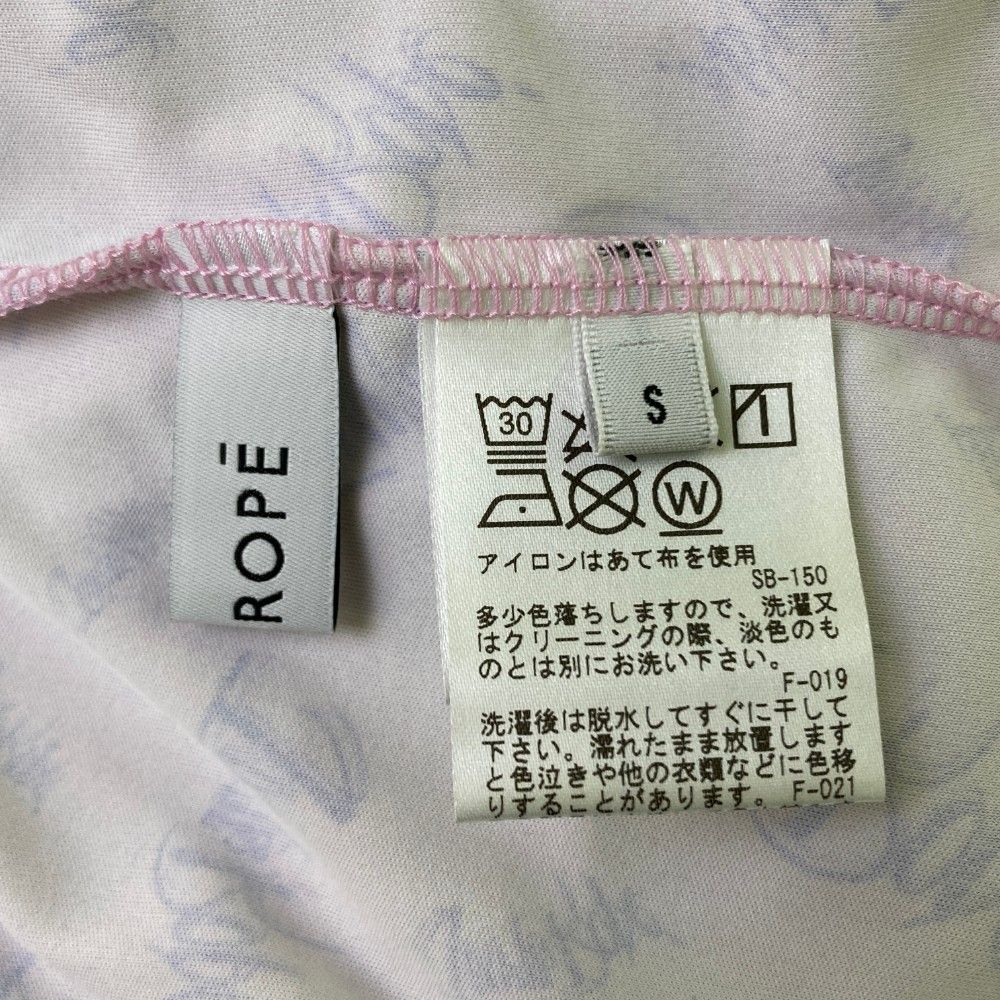 ROPÉ
S
30
W
アイロンはあて布を使用
SB-150
多少色落ちしますので、洗濯又
はクリーニングの際、淡色のも
のとは別にお洗い下さい。
F-019
洗濯後は脱水してすぐに干して
下さい。濡れたまま放置します
と色泣きや他の衣類などに色移
りすることがあります。 F-021